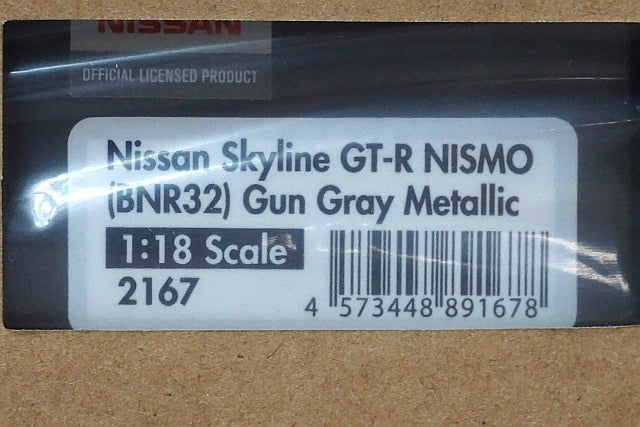 NISSAN
OFFICIAL LICENSED PRODUCT
Nissan Skyline GT-R NISMO
(BNR32) Gun Gray Metallic
1:18 Scale
2167
4 573448 891678